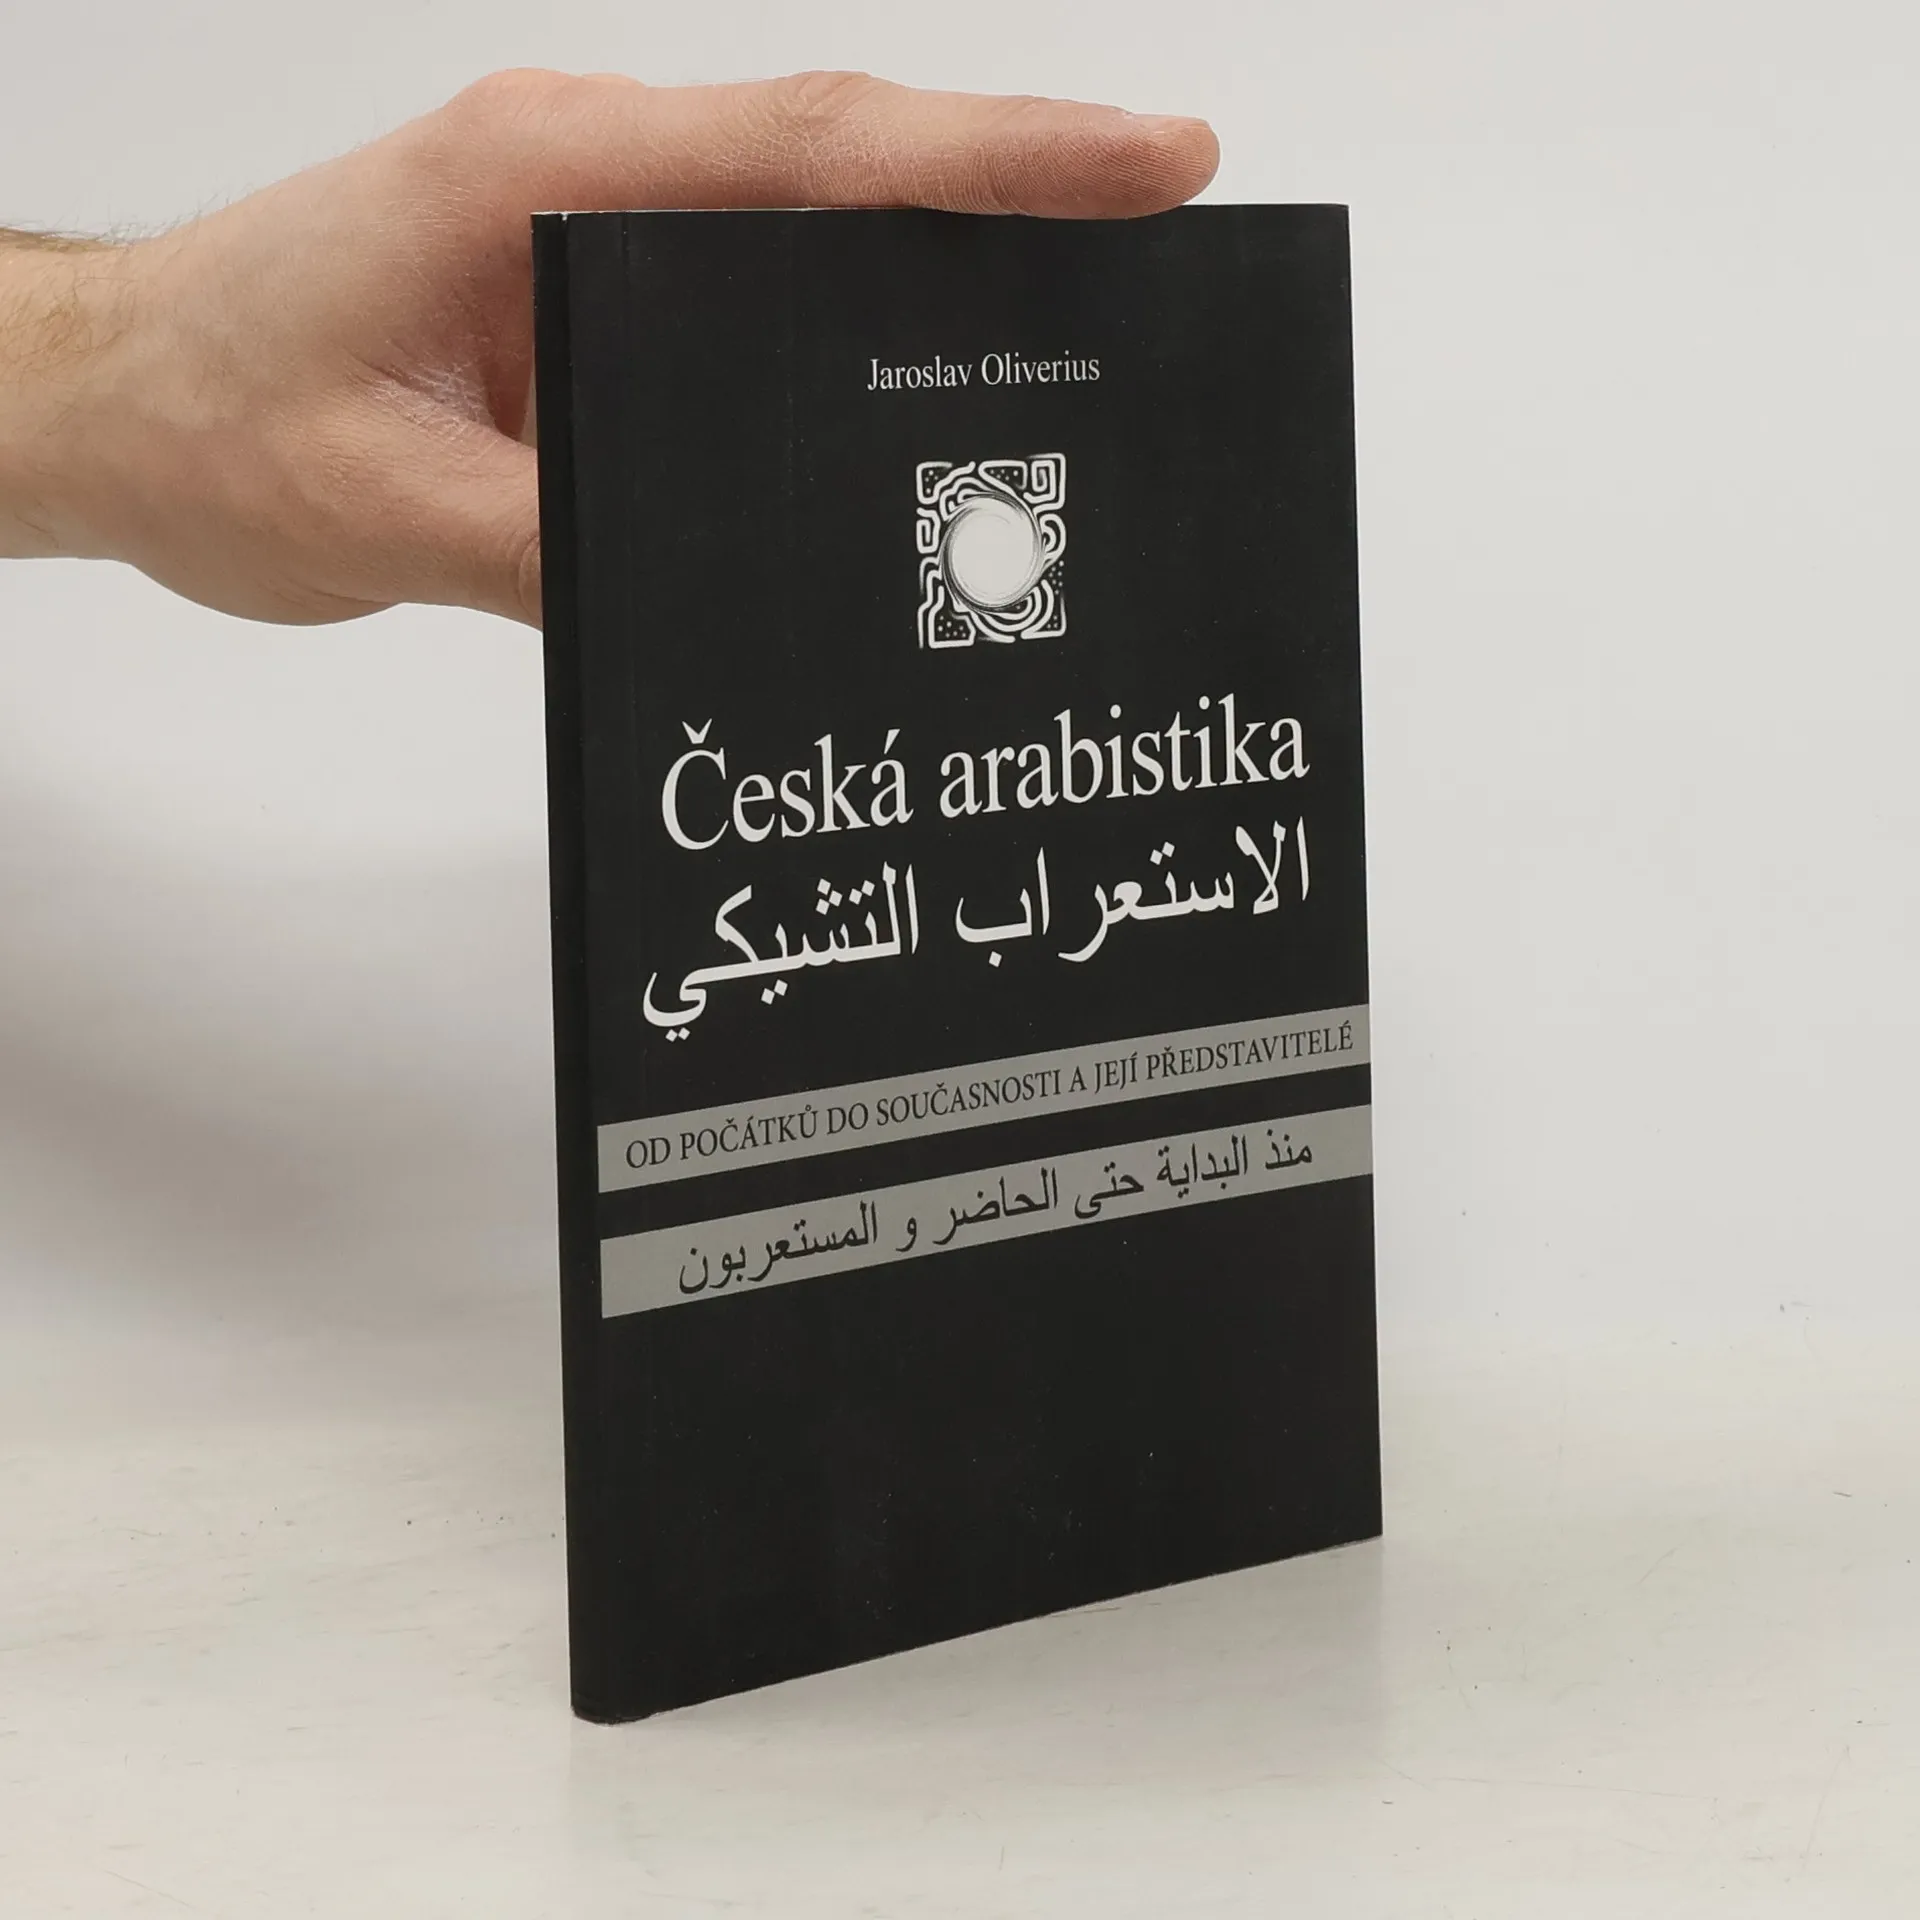 Jaroslav Oliverius
Česká arabistika
الاستعراب التشيكي
OD POČÁTKŮ DO SOUČASNOSTI A JEJÍ PŘEDSTAVITELÉ
منذ البداية حتى الحاضر و المستعربون